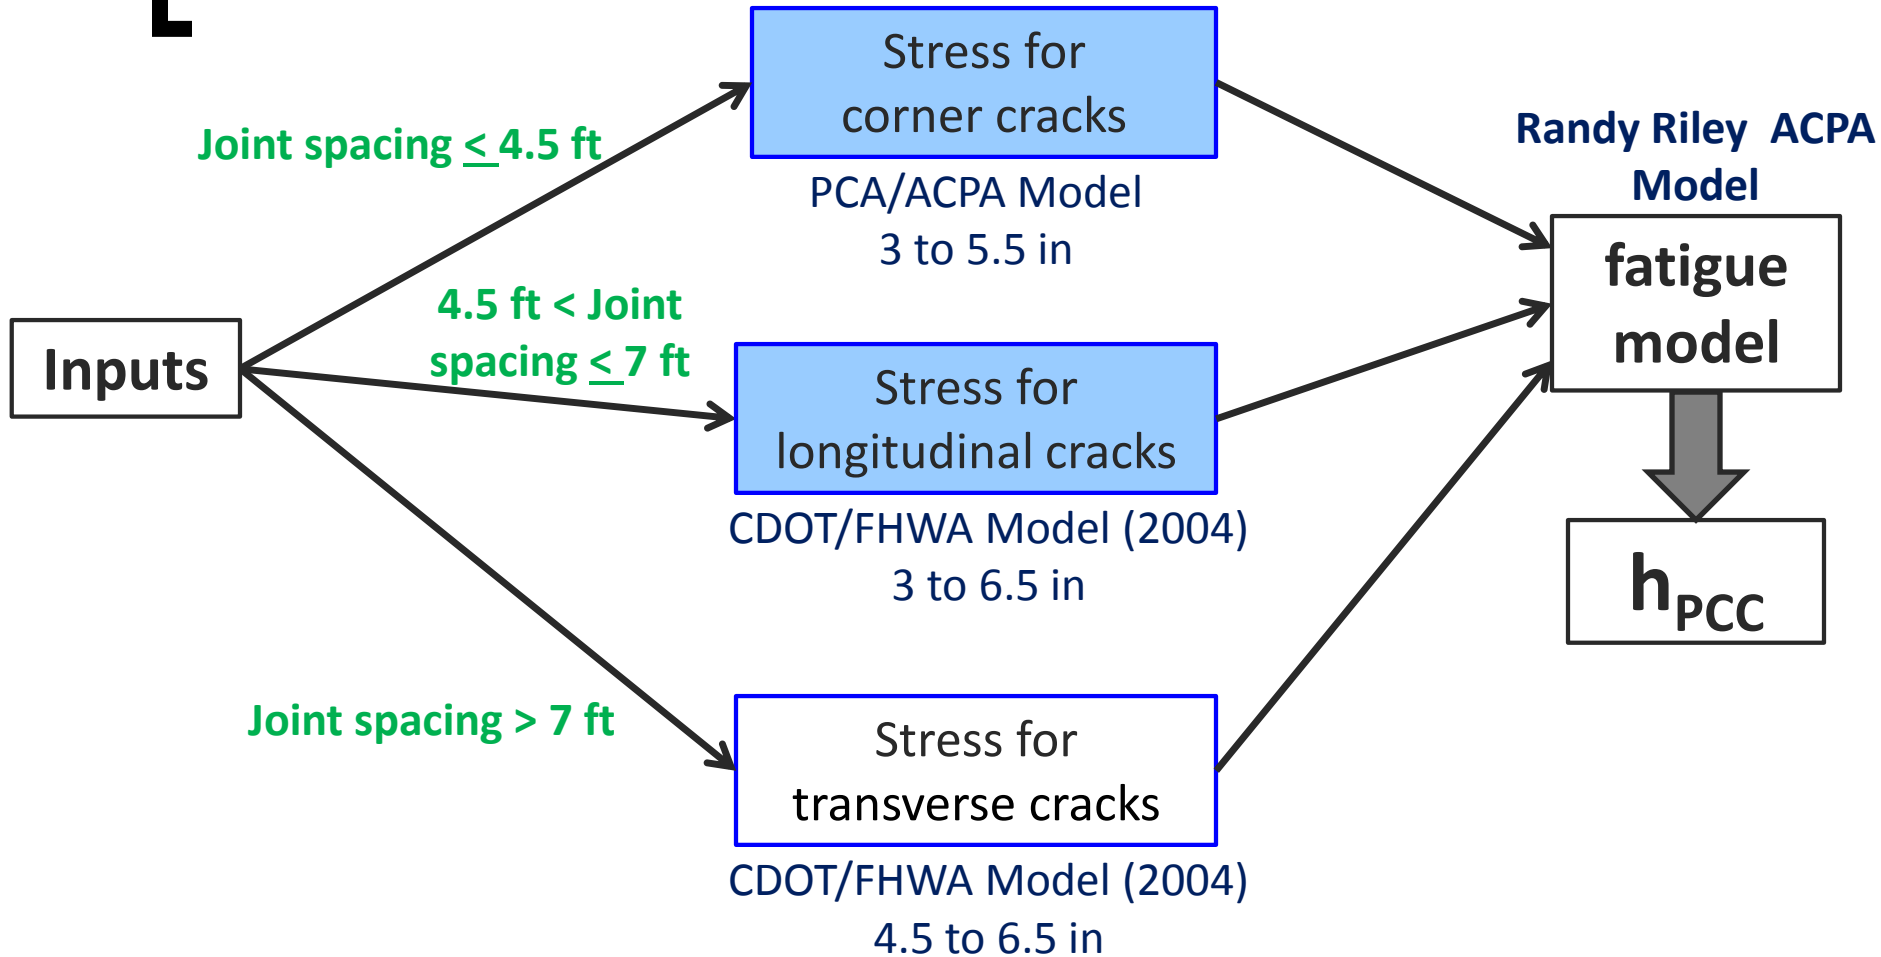 Stress for
corner cracks
Joint spacing < 4.5 ft
PCA/ACPA Model
3 to 5.5 in
Randy Riley ACPA
Model
fatigue
model
4.5 ft < Joint
spacing < 7 ft
Inputs
Stress for
longitudinal cracks
CDOT/FHWA Model (2004)
3 to 6.5 in
hPCC
Joint spacing > 7 ft
Stress for
transverse cracks
CDOT/FHWA Model (2004)
4.5 to 6.5 in